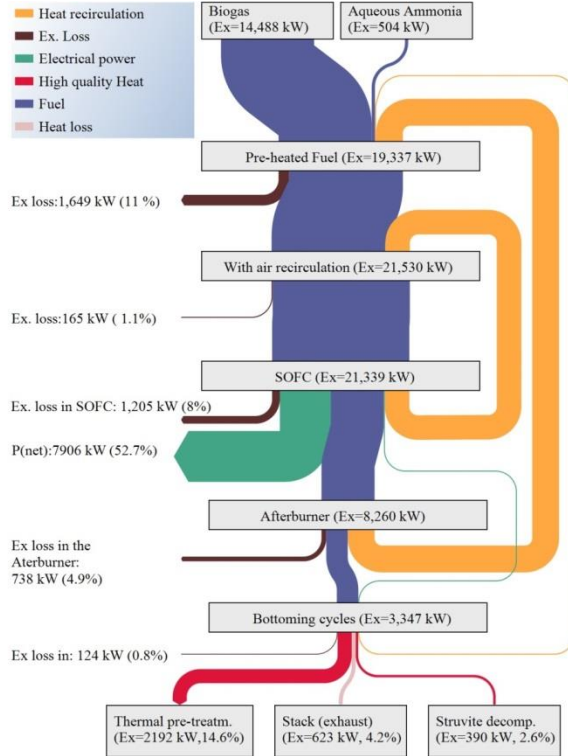 Heat recirculation
Ex. Loss
Electrical power
High quality Heat
Fuel
Heat loss
Biogas
(Ex=14,488 kW)
Aqueous Ammonia
(Ex=504 kW)
Pre-heated Fuel (Ex=19,337 kW)
Ex loss:1,649 kW (11 %)
With air recirculation (Ex=21,530 kW)
Ex. loss:165 kW ( 1.1%)
SOFC (Ex=21,339 kW)
Ex. loss in SOFC: 1,205 kW (8%)
P(net):7906 kW (52.7%)
Afterburner (Ex=8,260 kW)
Ex loss in the
Aterburner:
738 kW (4.9%)
Bottoming cycles (Ex=3,347 kW)
Ex loss in: 124 kW (0.8%)
Thermal pre-treatm.
(Ex=2192 kW,14.6%)
Stack (exhaust)
(Ex=623 kW, 4.2%)
Struvite decomp.
(Ex=390 kW, 2.6%)